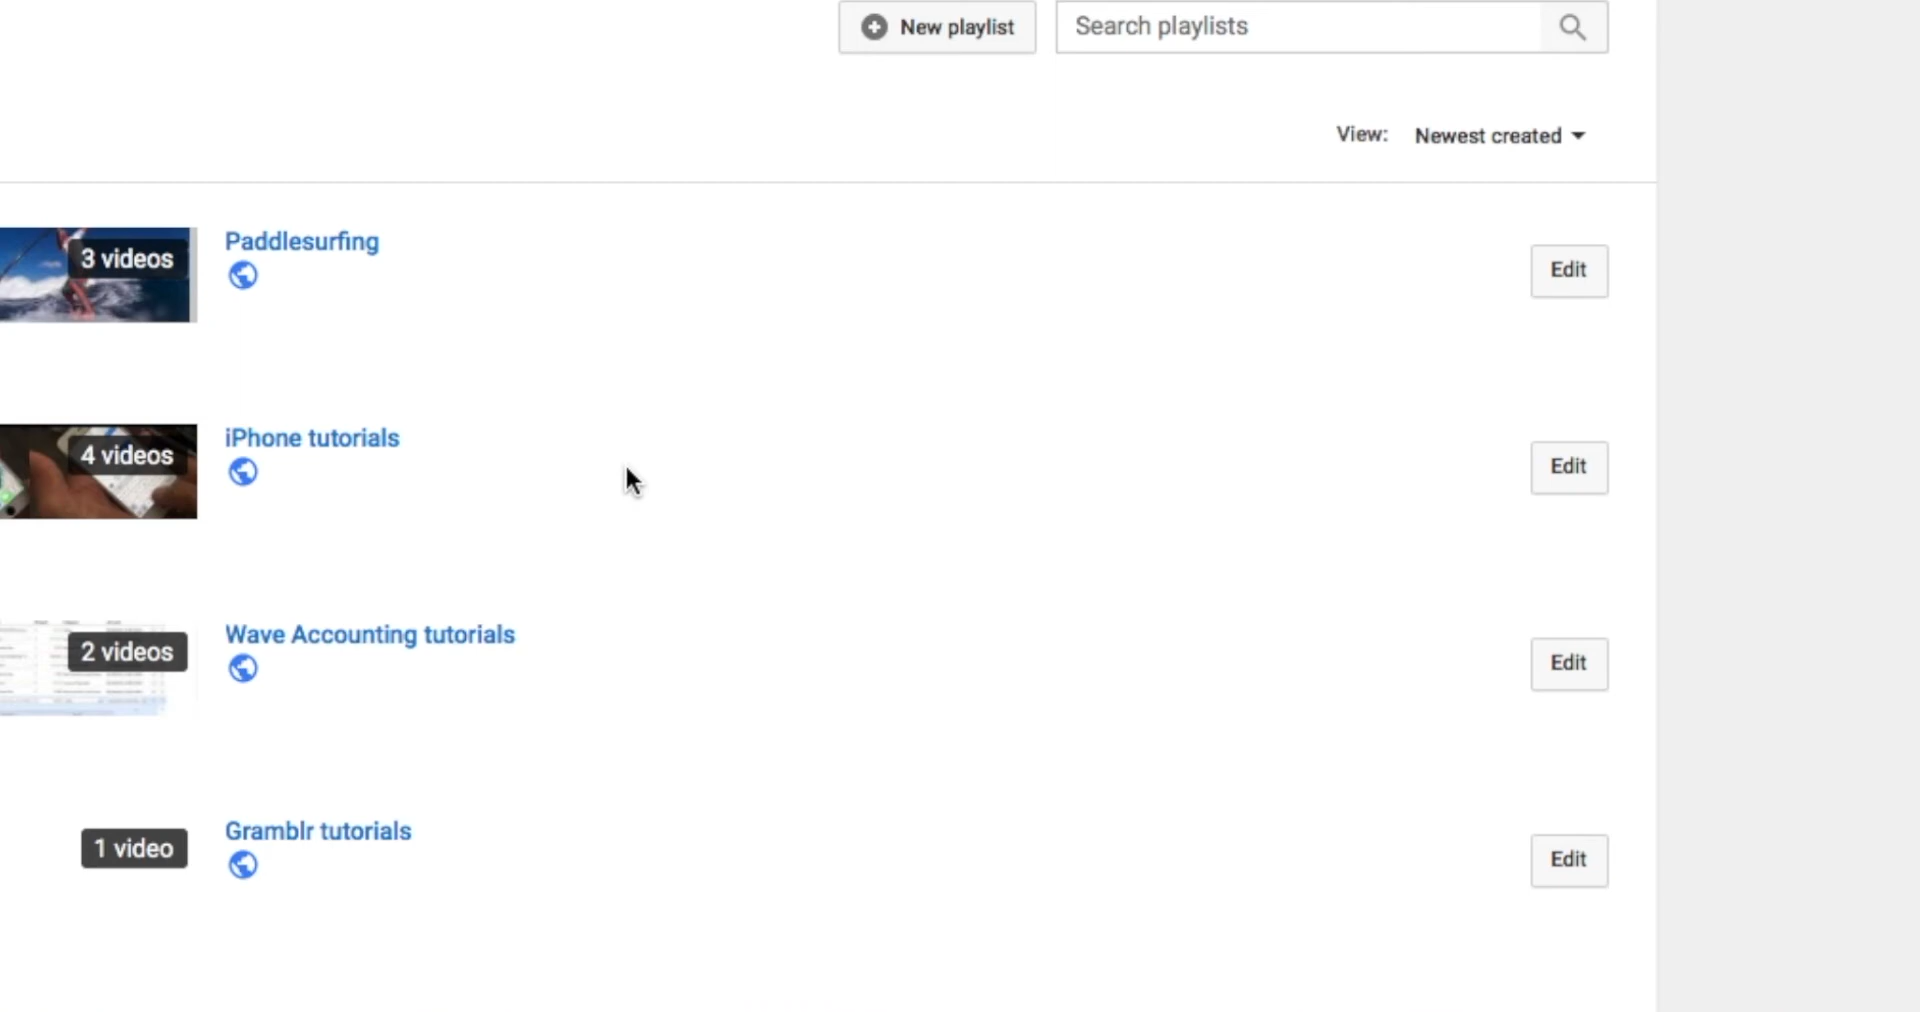 New playlist
Search playlists
View: Newest created
3 videos
Paddlesurfing
Edit
4 videos
iPhone tutorials
Edit
2 videos
Wave Accounting tutorials
Edit
1 video
Gramblr tutorials
Edit